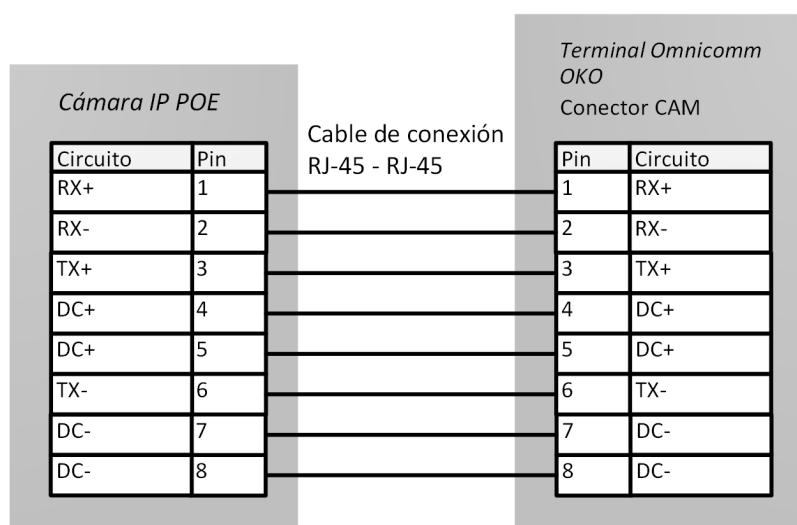 Cámara IP POE
Circuito Pin
RX+ 1
RX- 2
TX+ 3
DC+ 4
DC+ 5
TX- 6
DC- 7
DC- 8
Cable de conexión
RJ-45 - RJ-45
Terminal Omnicomm
OKO
Conector CAM
Pin Circuito
1 RX+
2 RX-
3 TX+
4 DC+
5 DC+
6 TX-
7 DC-
8 DC-